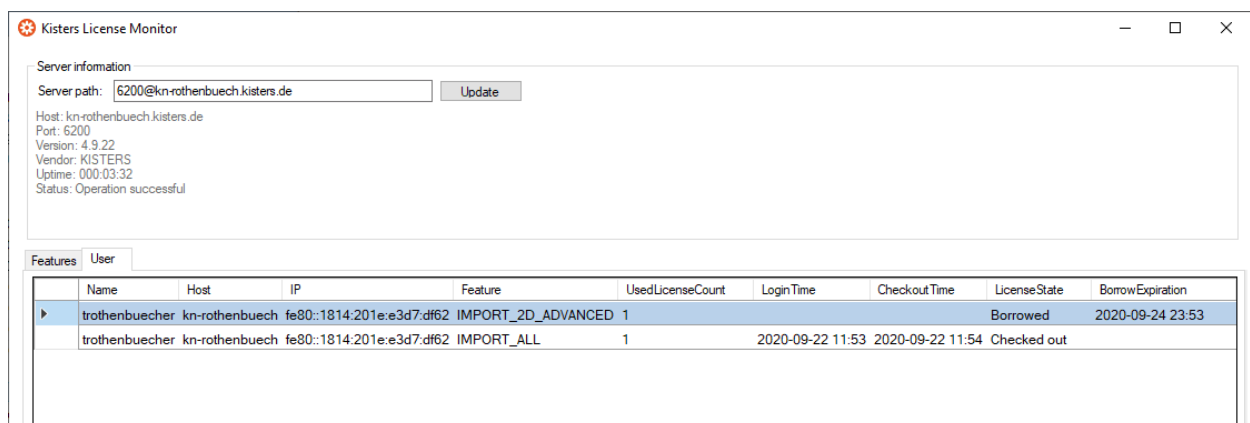 Kisters License Monitor
Server information
Server path: 6200@kn-rothenbuech.kisters.de Update
Host: kn-rothenbuech.kisters.de
Port: 6200
Version: 4.9.22
Vendor: KISTERS
Uptime: 000:03:32
Status: Operation successful
Features User
Name Host IP Feature UsedLicenseCount LoginTime CheckoutTime LicenseState BorrowExpiration
trothenbuecher kn-rothenbuech fe80::1814:201e:e3d7:df62 IMPORT_2D_ADVANCED 1 Borrowed 2020-09-24 23:53
trothenbuecher kn-rothenbuech fe80::1814:201e:e3d7:df62 IMPORT_ALL 1 2020-09-22 11:53 2020-09-22 11:54 Checked out